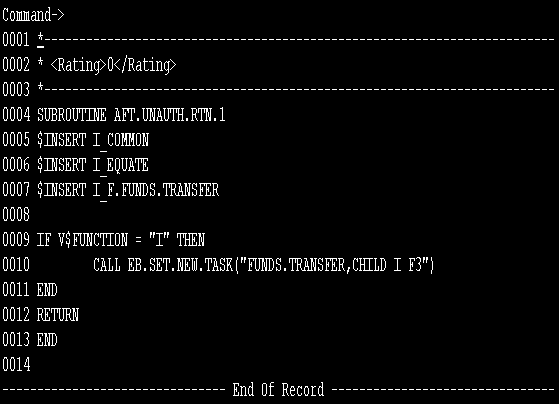 Command->
0001 *-------------------------------------------------------------------------
0002 * <Rating>0</Rating>
0003 *-------------------------------------------------------------------------
0004 SUBROUTINE AFT.UNAUTH.RTN.1
0005 $INSERT I_COMMON
0006 $INSERT I_EQUATE
0007 $INSERT I_F.FUNDS.TRANSFER
0008
0009 IF V$FUNCTION = "I" THEN
0010         CALL EB.SET.NEW.TASK("FUNDS.TRANSFER,CHILD I F3")
0011 END
0012 RETURN
0013 END
0014
-------------------------------- End Of Record --------------------------------